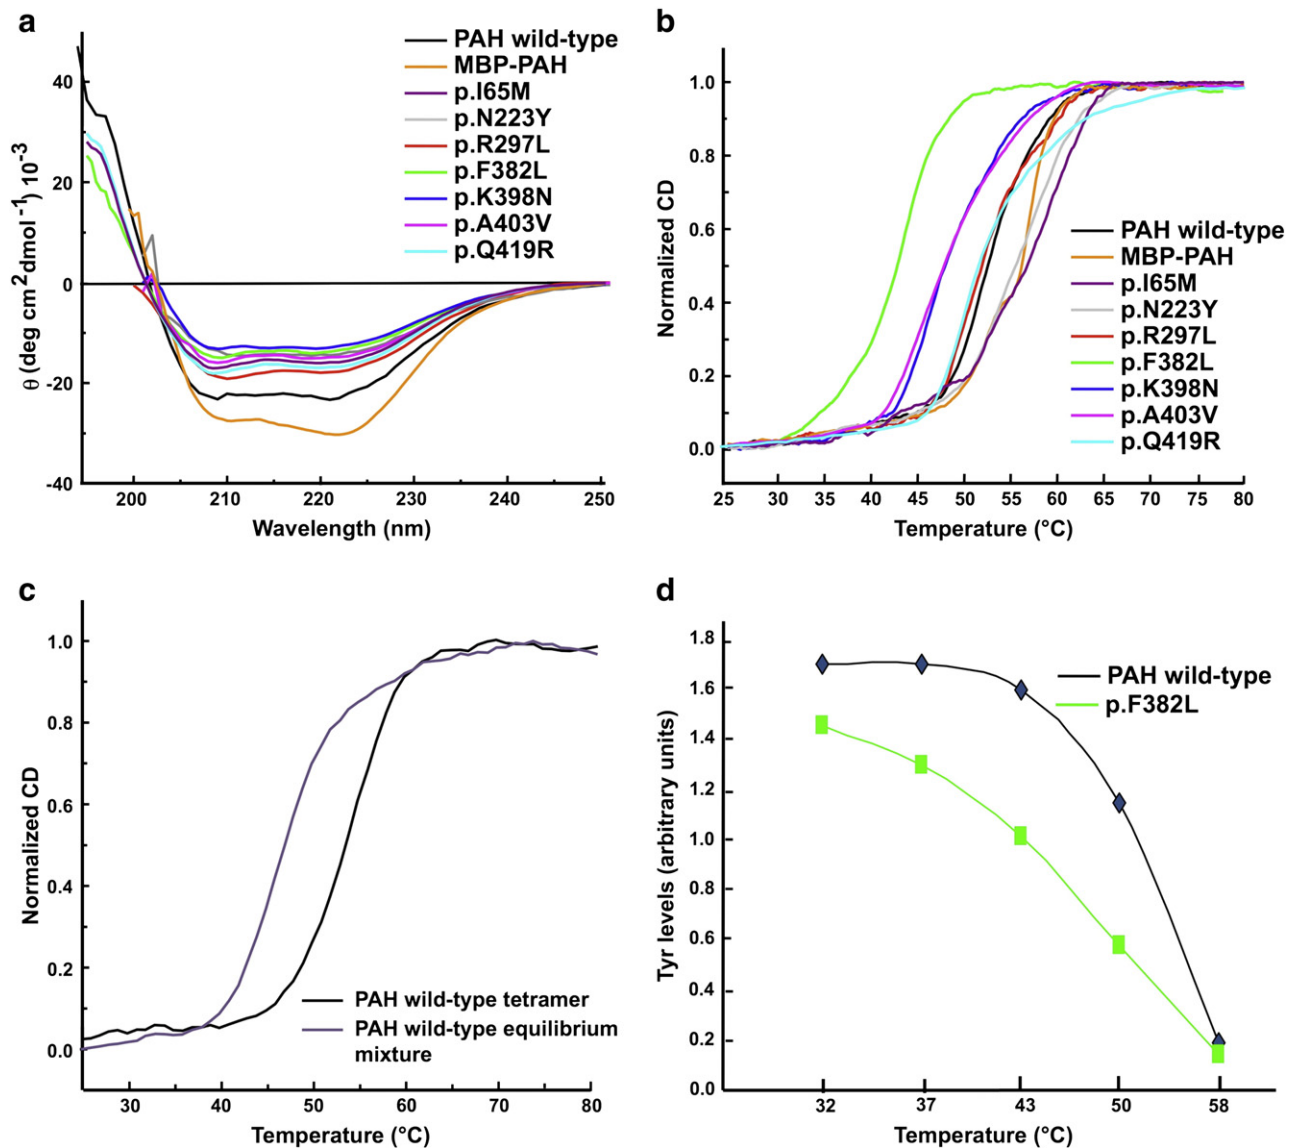 a
θ (deg cm ² dmol ⁻¹) 10⁻³
40
20
0
-20
-40
200
210
220
230
240
250
Wavelength (nm)
PAH wild-type
MBP-PAH
p.I65M
p.N223Y
p.R297L
p.F382L
p.K398N
p.A403V
p.Q419R
b
Normalized CD
1.0
0.8
0.6
0.4
0.2
0.0
25
30
35
40
45
50
55
60
65
70
75
80
Temperature (°C)
PAH wild-type
MBP-PAH
p.I65M
p.N223Y
p.R297L
p.F382L
p.K398N
p.A403V
p.Q419R
c
Normalized CD
1.0
0.8
0.6
0.4
0.2
0.0
30
40
50
60
70
80
Temperature (°C)
PAH wild-type tetramer
PAH wild-type equilibrium
mixture
d
Tyr levels (arbitrary units)
1.8
1.6
1.4
1.2
1.0
0.8
0.6
0.4
0.2
0.0
32
37
43
50
58
Temperature (°C)
PAH wild-type
p.F382L